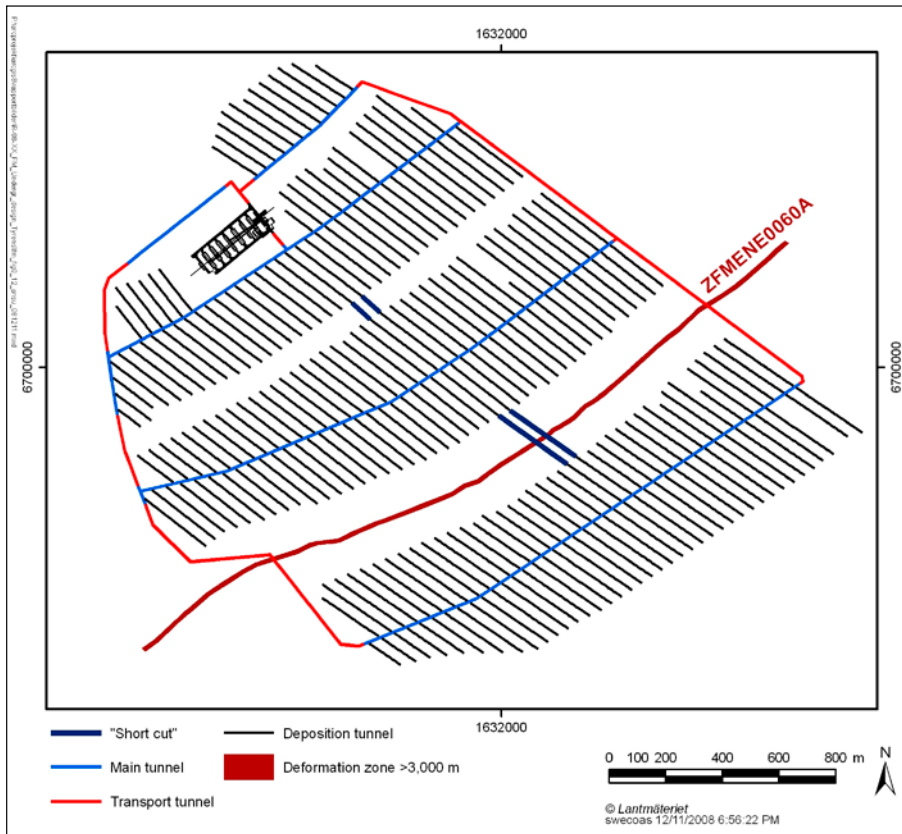 1632000
ZFMENE0060A
6700000
6700000
1632000
"Short cut"
Main tunnel
Transport tunnel
Deposition tunnel
Deformation zone >3,000 m
0 100 200 400 600 800 m
N
© Lantmäteriet
swecoas 12/11/2008 6:56:22 PM